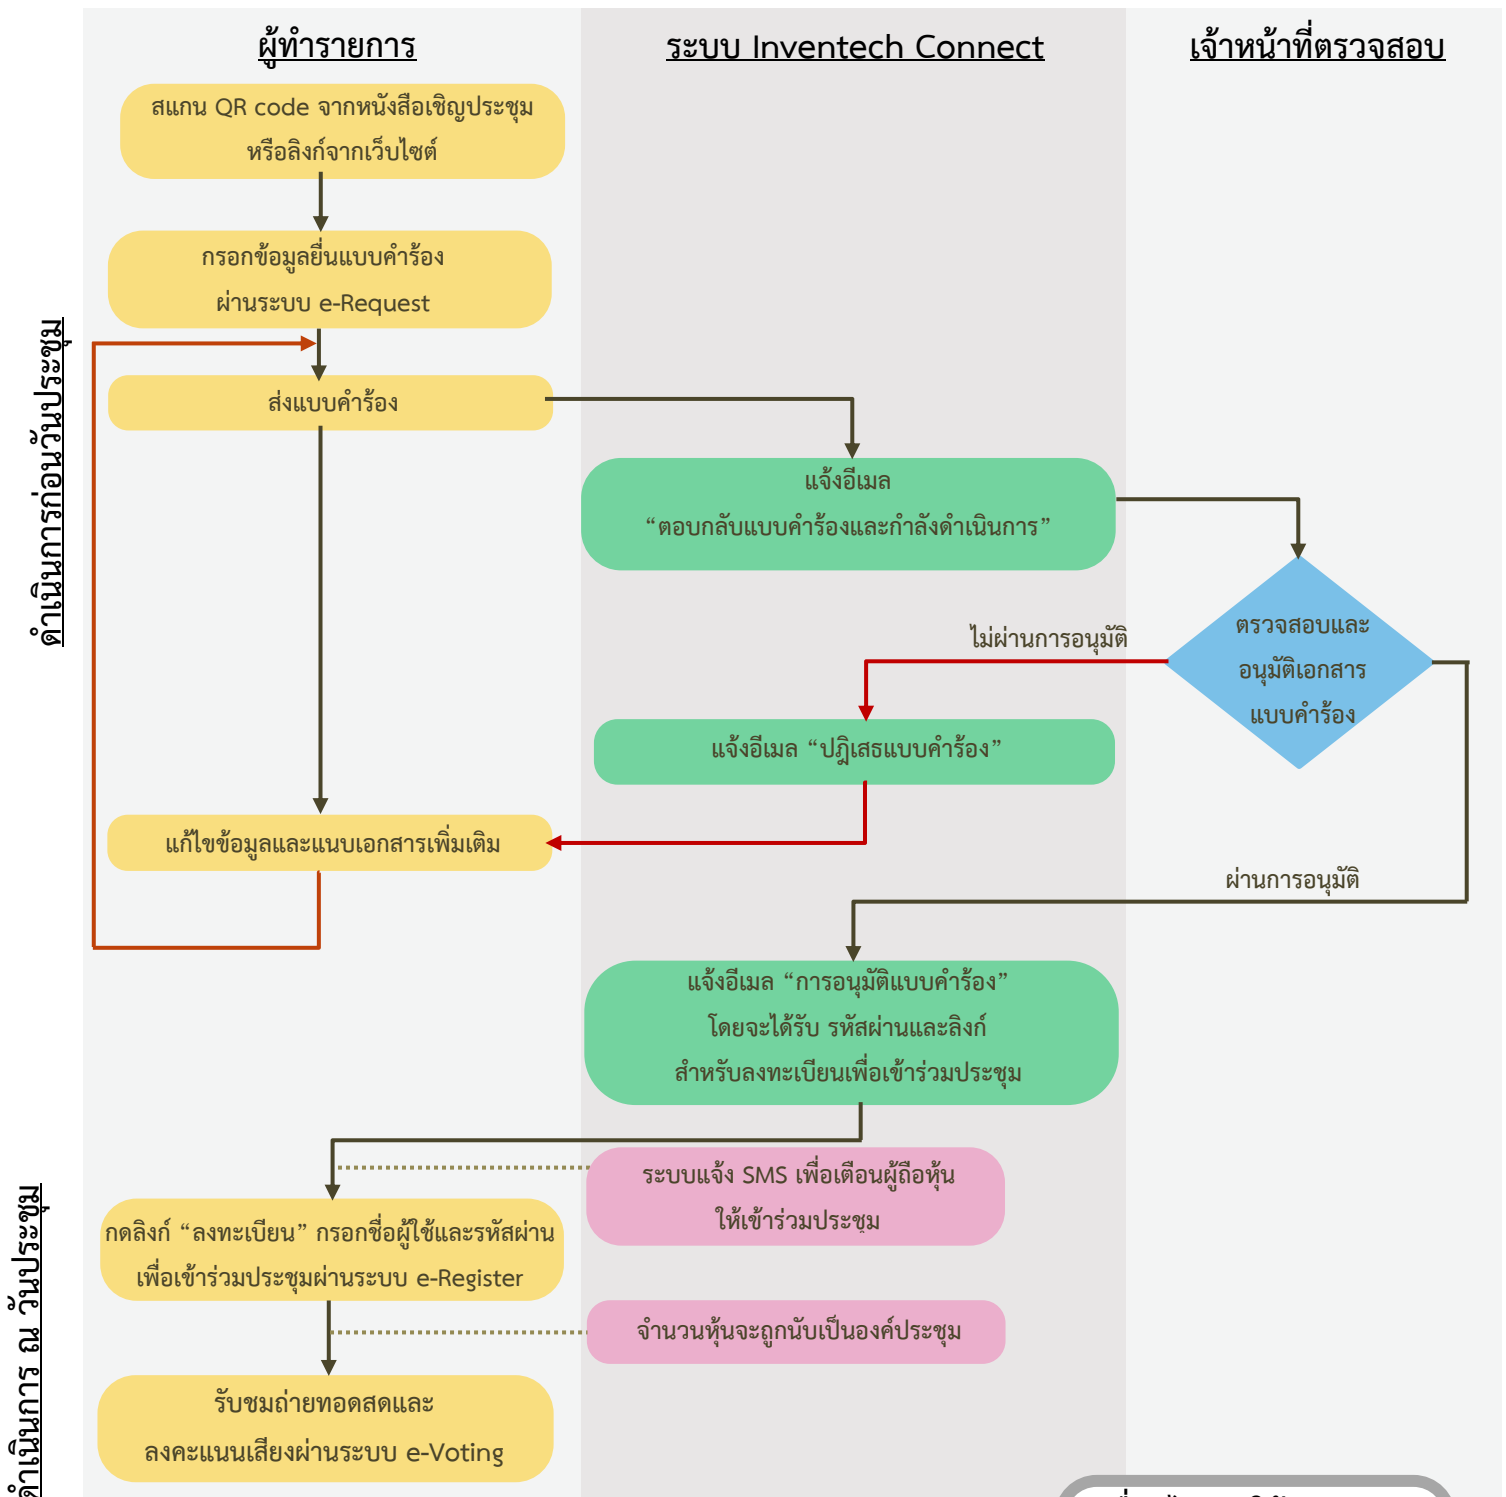 ผู้ทำรายการ
ระบบ Inventech Connect
เจ้าหน้าที่ตรวจสอบ
ดำเนินการก่อนวันประชุม
สแกน QR code จากหนังสือเชิญประชุม
หรือลิงก์จากเว็บไซต์
กรอกข้อมูลยื่นแบบคำร้อง
ผ่านระบบ e-Request
ส่งแบบคำร้อง
แจ้งอีเมล
“ตอบกลับแบบคำร้องและกำลังดำเนินการ”
ตรวจสอบและ
อนุมัติเอกสาร
แบบคำร้อง
ไม่ผ่านการอนุมัติ
แจ้งอีเมล “ปฎิเสธแบบคำร้อง”
แก้ไขข้อมูลและแนบเอกสารเพิ่มเติม
ผ่านการอนุมัติ
แจ้งอีเมล “การอนุมัติแบบคำร้อง”
โดยจะได้รับ รหัสผ่านและลิงก์
สำหรับลงทะเบียนเพื่อเข้าร่วมประชุม
ดำเนินการ ณ วันประชุม
ระบบแจ้ง SMS เพื่อเตือนผู้ถือหุ้น
ให้เข้าร่วมประชุม
กดลิงก์ “ลงทะเบียน” กรอกชื่อผู้ใช้และรหัสผ่าน
เพื่อเข้าร่วมประชุมผ่านระบบ e-Register
จำนวนหุ้นจะถูกนับเป็นองค์ประชุม
รับชมถ่ายทอดสดและ
ลงคะแนนเสียงผ่านระบบ e-Voting